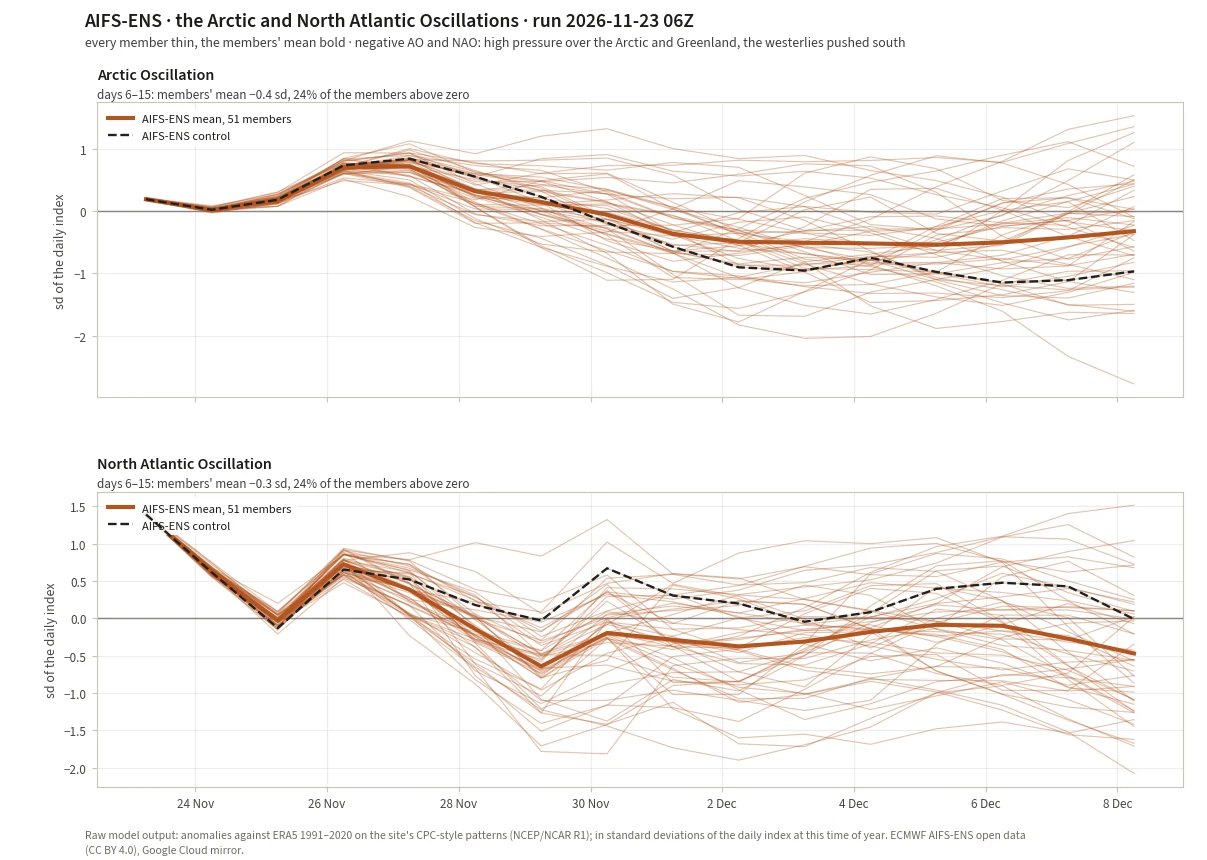 AIFS-ENS · the Arctic and North Atlantic Oscillations · run 2026-11-23 06Z
every member thin, the members' mean bold · negative AO and NAO: high pressure over the Arctic and Greenland, the westerlies pushed south
Arctic Oscillation
days 6–15: members' mean −0.4 sd, 24% of the members above zero
AIFS-ENS mean, 51 members
AIFS-ENS control
sd of the daily index
1
0
−1
−2
North Atlantic Oscillation
days 6–15: members' mean −0.3 sd, 24% of the members above zero
AIFS-ENS mean, 51 members
AIFS-ENS control
sd of the daily index
1.5
1.0
0.5
0.0
−0.5
−1.0
−1.5
−2.0
24 Nov 26 Nov 28 Nov 30 Nov 2 Dec 4 Dec 6 Dec 8 Dec
Raw model output: anomalies against ERA5 1991–2020 on the site's CPC-style patterns (NCEP/NCAR R1); in standard deviations of the daily index at this time of year. ECMWF AIFS-ENS open data
(CC BY 4.0), Google Cloud mirror.